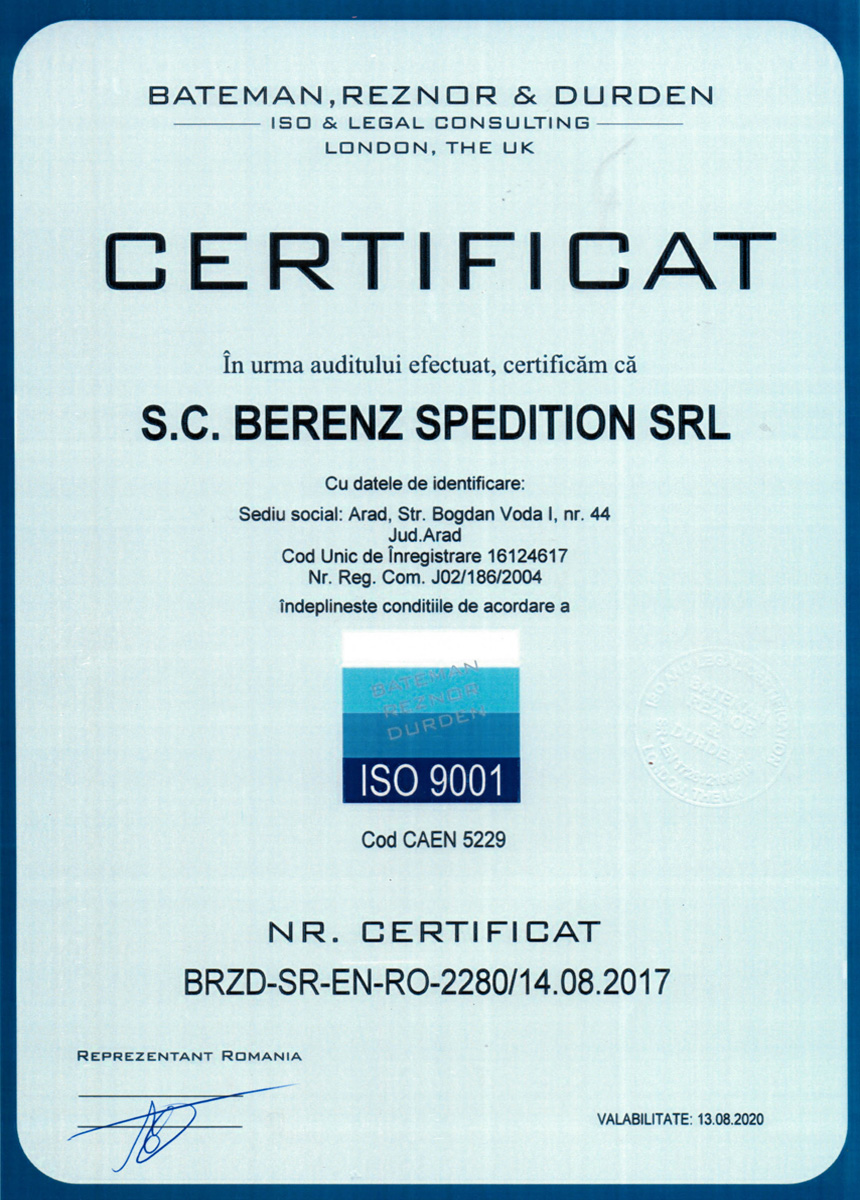 BATEMAN,REZNOR & DURDEN
ISO & LEGAL CONSULTING
LONDON, THE UK
CERTIFICAT
În urma auditului efectuat, certificăm că
S.C. BERENZ SPEDITION SRL
Cu datele de identificare:
Sediu social: Arad, Str. Bogdan Voda I, nr. 44
Jud.Arad
Cod Unic de Înregistrare 16124617
Nr. Reg. Com. J02/186/2004
îndeplineste conditiile de acordare a
BATEMAN
REZNOR
DURDEN
ISO 9001
Cod CAEN 5229
NR. CERTIFICAT
BRZD-SR-EN-RO-2280/14.08.2017
REPREZENTANT ROMANIA
VALABILITATE: 13.08.2020
LONDON, THE UK